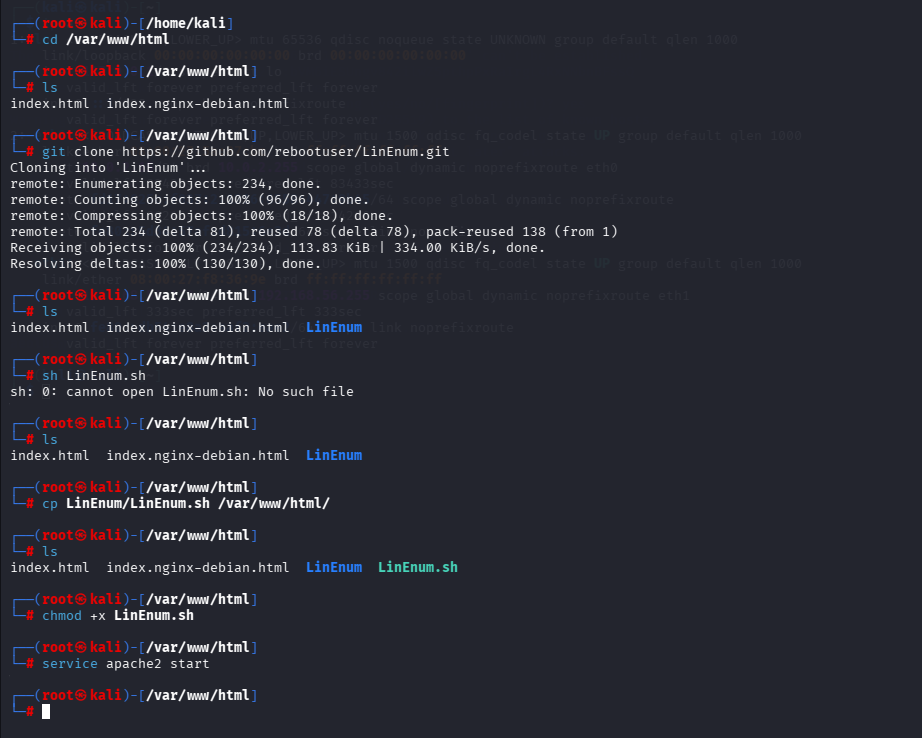 ┌──(root㉿kali)-[/home/kali]
└─# cd /var/www/html
┌──(root㉿kali)-[/var/www/html]
└─# ls
index.html  index.nginx-debian.html
┌──(root㉿kali)-[/var/www/html]
└─# git clone https://github.com/rebootuser/LinEnum.git
Cloning into 'LinEnum'...
remote: Enumerating objects: 234, done.
remote: Counting objects: 100% (96/96), done.
remote: Compressing objects: 100% (18/18), done.
remote: Total 234 (delta 81), reused 78 (delta 78), pack-reused 138 (from 1)
Receiving objects: 100% (234/234), 113.83 KiB | 334.00 KiB/s, done.
Resolving deltas: 100% (130/130), done.
┌──(root㉿kali)-[/var/www/html]
└─# ls
index.html  index.nginx-debian.html  LinEnum
┌──(root㉿kali)-[/var/www/html]
└─# sh LinEnum.sh
sh: 0: cannot open LinEnum.sh: No such file
┌──(root㉿kali)-[/var/www/html]
└─# ls
index.html  index.nginx-debian.html  LinEnum
┌──(root㉿kali)-[/var/www/html]
└─# cp LinEnum/LinEnum.sh /var/www/html/
┌──(root㉿kali)-[/var/www/html]
└─# ls
index.html  index.nginx-debian.html  LinEnum  LinEnum.sh
┌──(root㉿kali)-[/var/www/html]
└─# chmod +x LinEnum.sh
┌──(root㉿kali)-[/var/www/html]
└─# service apache2 start
┌──(root㉿kali)-[/var/www/html]
└─#